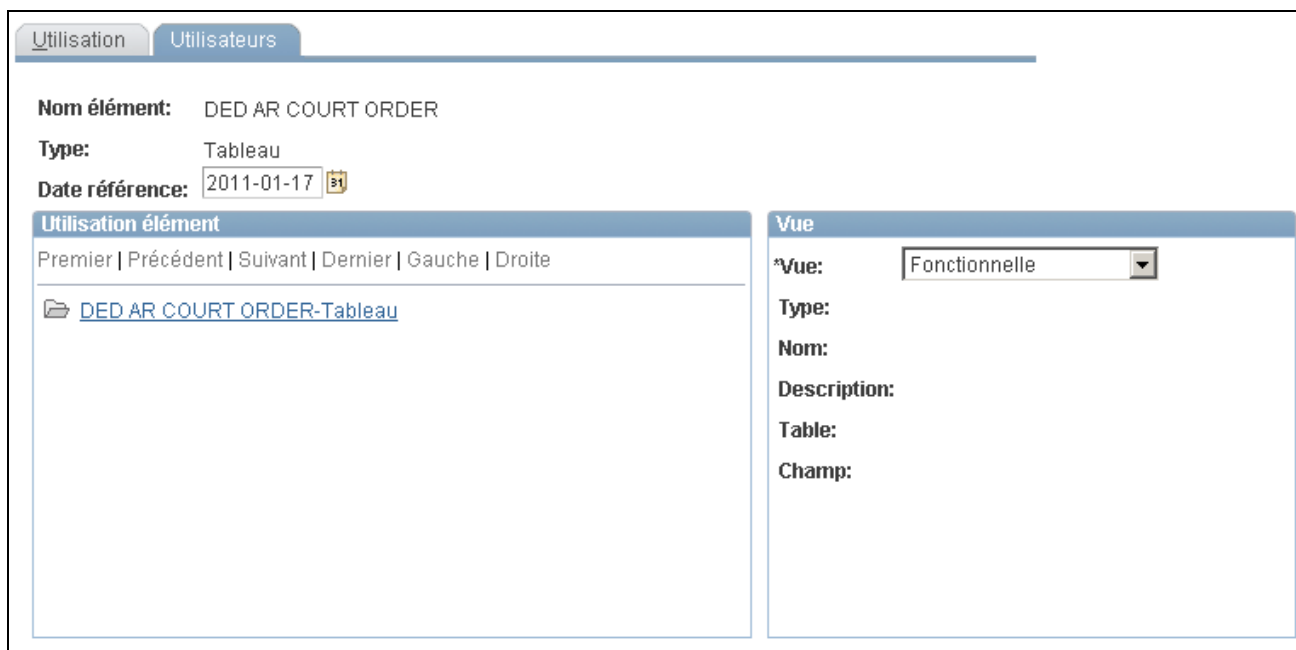 Utilisation Utilisateurs
Nom élément: DED AR COURT ORDER
Type: Tableau
Date référence: 2011-01-17 31
Utilisation élément
Premier | Précédent | Suivant | Dernier | Gauche | Droite
DED AR COURT ORDER-Tableau
Vue
*Vue: Fonctionnelle
Type:
Nom:
Description:
Table:
Champ: